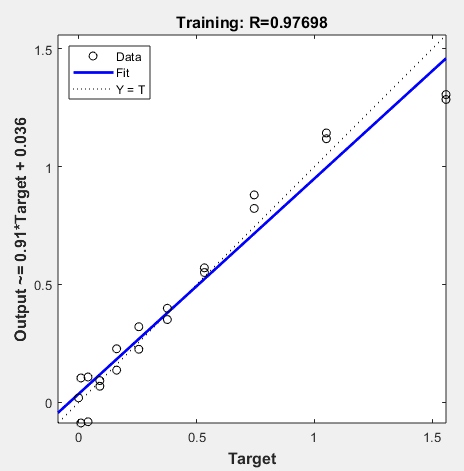 Training: R=0.97698
Data
Fit
Y = T
Output ~= 0.91*Target + 0.036
1.5
1
0.5
0
0
0.5
1
1.5
Target